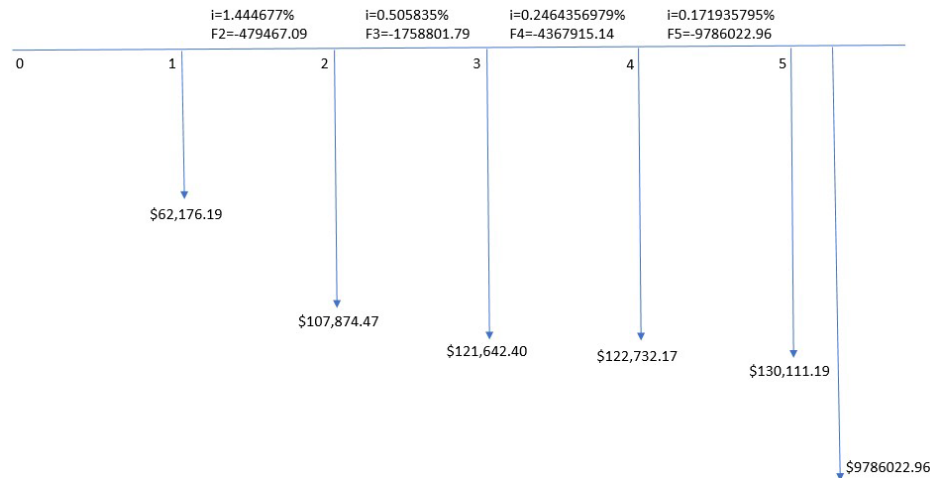 i=1.444677% i=0.505835% i=0.2464356979% i=0.171935795%
F2=-479467.09 F3=-1758801.79 F4=-4367915.14 F5=-9786022.96
0 1 2 3 4 5
$62,176.19
$107,874.47
$121,642.40
$122,732.17
$130,111.19
$9786022.96